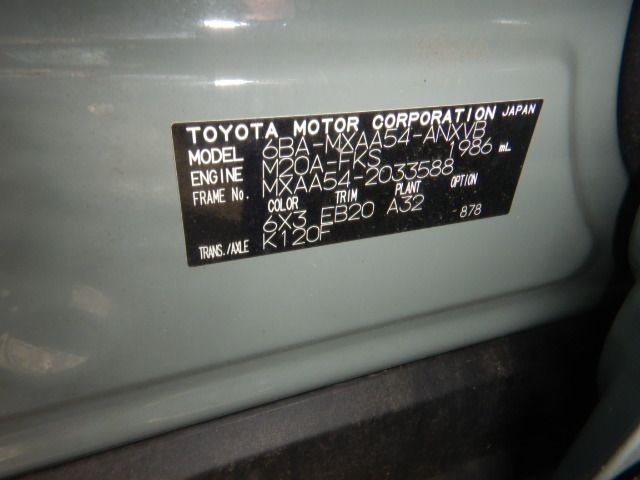 TOYOTA MOTOR CORPORATION JAPAN
MODEL 6BA-MXAA54-ANXVB
ENGINE M20A-FKS 1986 mL
FRAME No. MXAA54-2033588
COLOR TRIM PLANT OPTION
6X3 EB20 A32 -878
TRANS./AXLE K120F